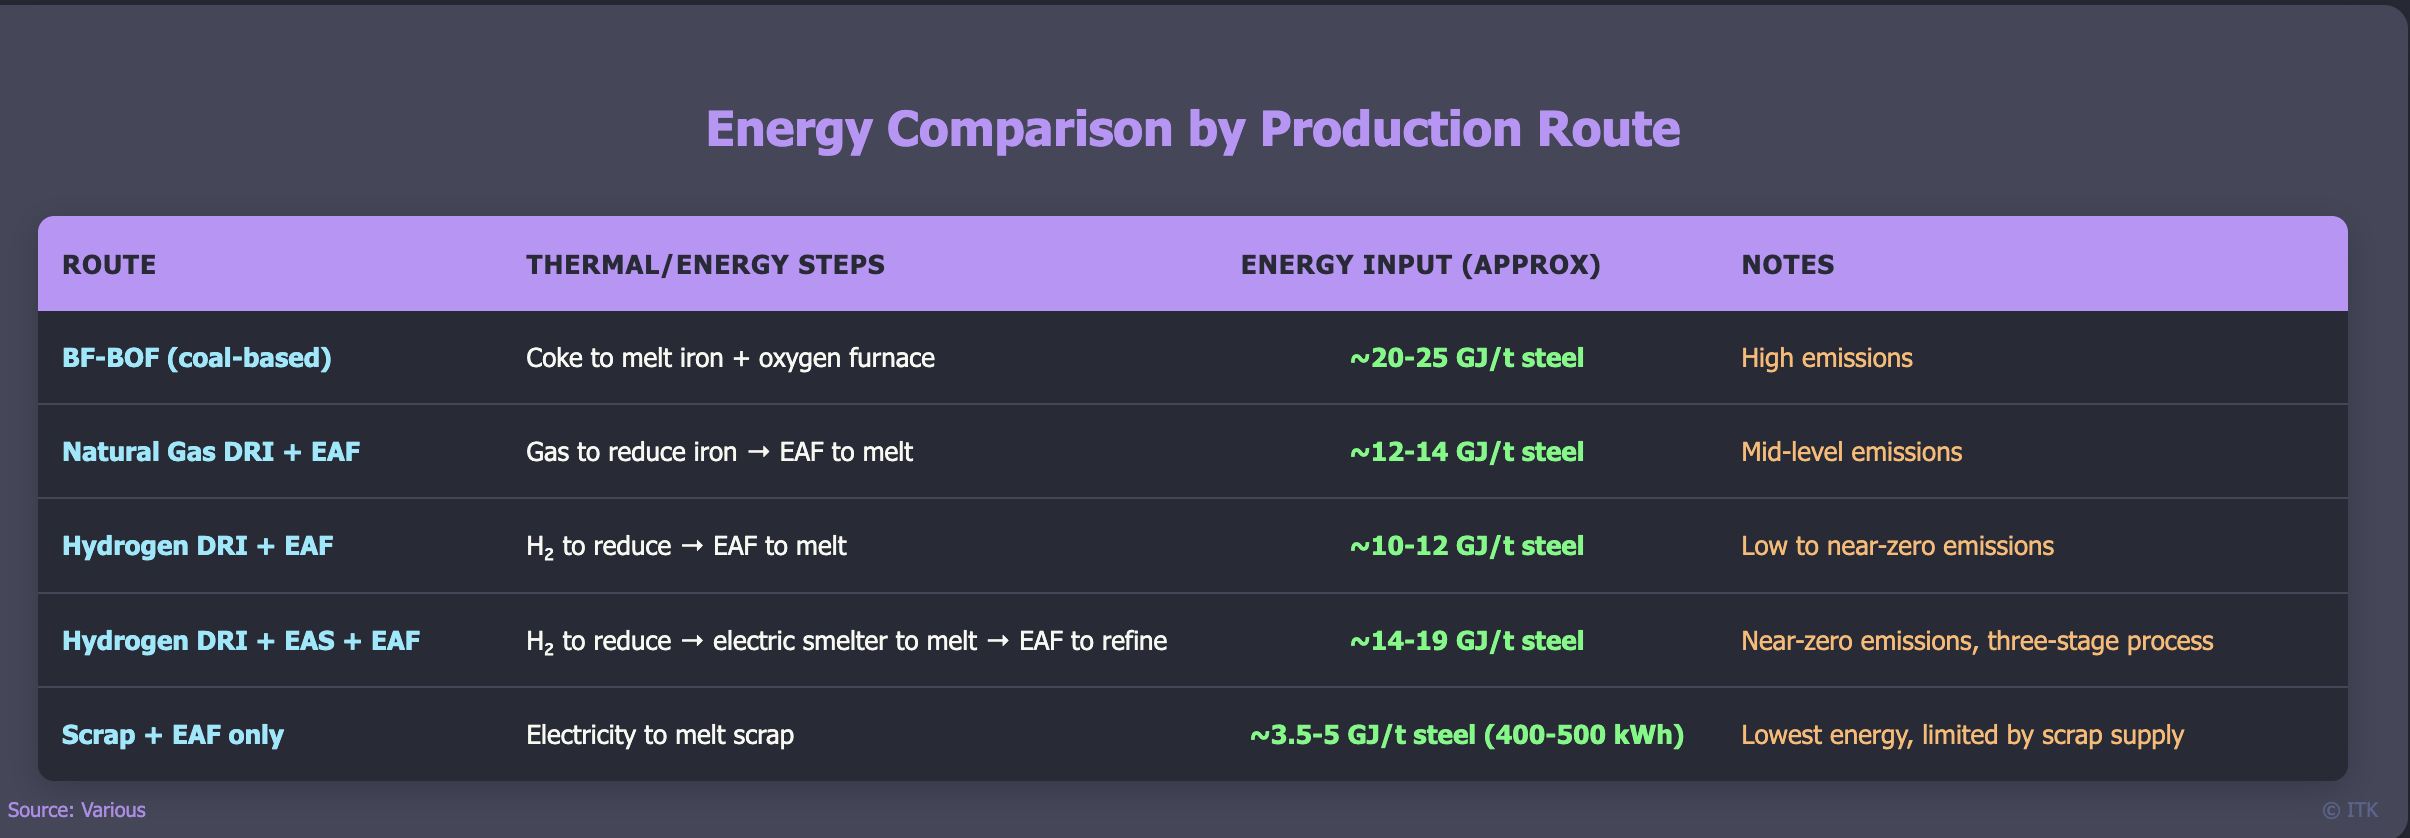 Energy Comparison by Production Route
ROUTE THERMAL/ENERGY STEPS ENERGY INPUT (APPROX) NOTES
BF-BOF (coal-based) Coke to melt iron + oxygen furnace ~20-25 GJ/t steel High emissions
Natural Gas DRI + EAF Gas to reduce iron → EAF to melt ~12-14 GJ/t steel Mid-level emissions
Hydrogen DRI + EAF H₂ to reduce → EAF to melt ~10-12 GJ/t steel Low to near-zero emissions
Hydrogen DRI + EAS + EAF H₂ to reduce → electric smelter to melt → EAF to refine ~14-19 GJ/t steel Near-zero emissions, three-stage process
Scrap + EAF only Electricity to melt scrap ~3.5-5 GJ/t steel (400-500 kWh) Lowest energy, limited by scrap supply
Source: Various © ITK